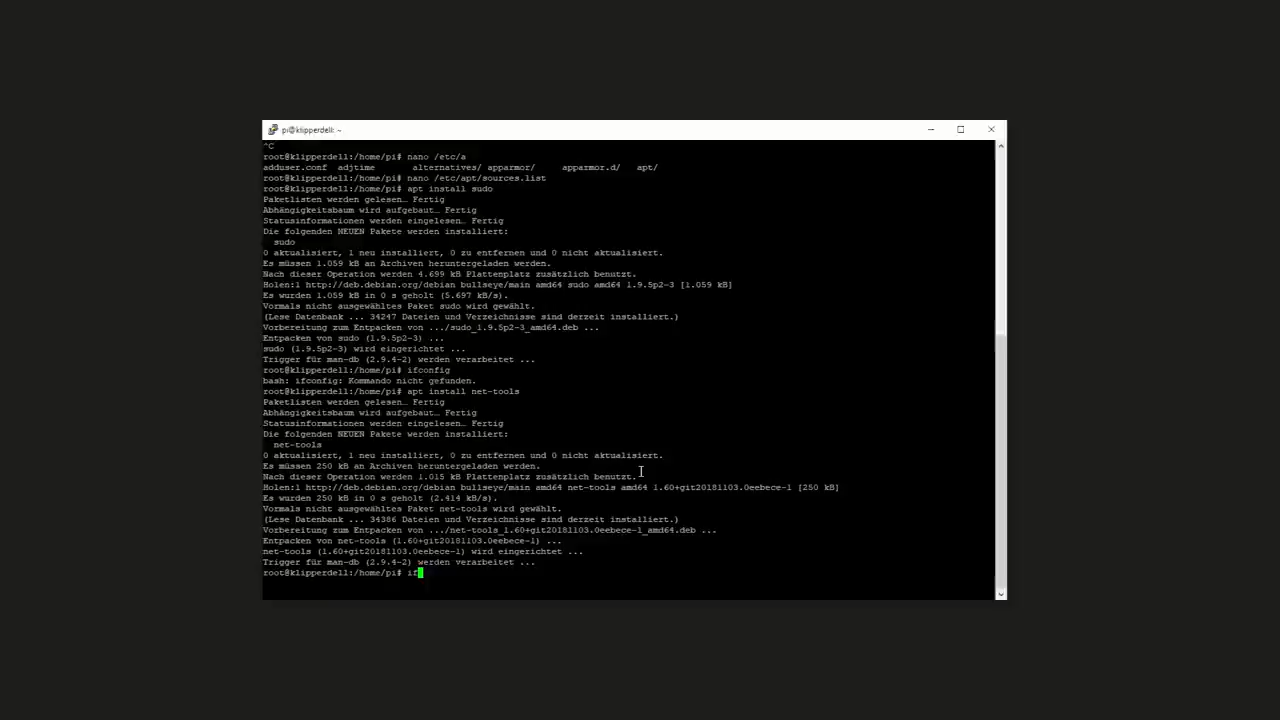 pi@klipperdell: ~
^C
root@klipperdell:/home/pi# nano /etc/a
adduser.conf  adjtime       alternatives/ apparmor/     apparmor.d/   apt/
root@klipperdell:/home/pi# nano /etc/apt/sources.list
root@klipperdell:/home/pi# apt install sudo
Paketlisten werden gelesen… Fertig
Abhängigkeitsbaum wird aufgebaut… Fertig
Statusinformationen werden eingelesen… Fertig
Die folgenden NEUEN Pakete werden installiert:
  sudo
0 aktualisiert, 1 neu installiert, 0 zu entfernen und 0 nicht aktualisiert.
Es müssen 1.059 kB an Archiven heruntergeladen werden.
Nach dieser Operation werden 4.699 kB Plattenplatz zusätzlich benutzt.
Holen:1 http://deb.debian.org/debian bullseye/main amd64 sudo amd64 1.9.5p2-3 [1.059 kB]
Es wurden 1.059 kB in 0 s geholt (5.697 kB/s).
Vormals nicht ausgewähltes Paket sudo wird gewählt.
(Lese Datenbank ... 34247 Dateien und Verzeichnisse sind derzeit installiert.)
Vorbereitung zum Entpacken von .../sudo_1.9.5p2-3_amd64.deb ...
Entpacken von sudo (1.9.5p2-3) ...
sudo (1.9.5p2-3) wird eingerichtet ...
Trigger für man-db (2.9.4-2) werden verarbeitet ...
root@klipperdell:/home/pi# ifconfig
bash: ifconfig: Kommando nicht gefunden.
root@klipperdell:/home/pi# apt install net-tools
Paketlisten werden gelesen… Fertig
Abhängigkeitsbaum wird aufgebaut… Fertig
Statusinformationen werden eingelesen… Fertig
Die folgenden NEUEN Pakete werden installiert:
  net-tools
0 aktualisiert, 1 neu installiert, 0 zu entfernen und 0 nicht aktualisiert.
Es müssen 250 kB an Archiven heruntergeladen werden.
Nach dieser Operation werden 1.015 kB Plattenplatz zusätzlich benutzt.
Holen:1 http://deb.debian.org/debian bullseye/main amd64 net-tools amd64 1.60+git20181103.0eebece-1 [250 kB]
Es wurden 250 kB in 0 s geholt (2.414 kB/s).
Vormals nicht ausgewähltes Paket net-tools wird gewählt.
(Lese Datenbank ... 34386 Dateien und Verzeichnisse sind derzeit installiert.)
Vorbereitung zum Entpacken von .../net-tools_1.60+git20181103.0eebece-1_amd64.deb ...
Entpacken von net-tools (1.60+git20181103.0eebece-1) ...
net-tools (1.60+git20181103.0eebece-1) wird eingerichtet ...
Trigger für man-db (2.9.4-2) werden verarbeitet ...
root@klipperdell:/home/pi# if